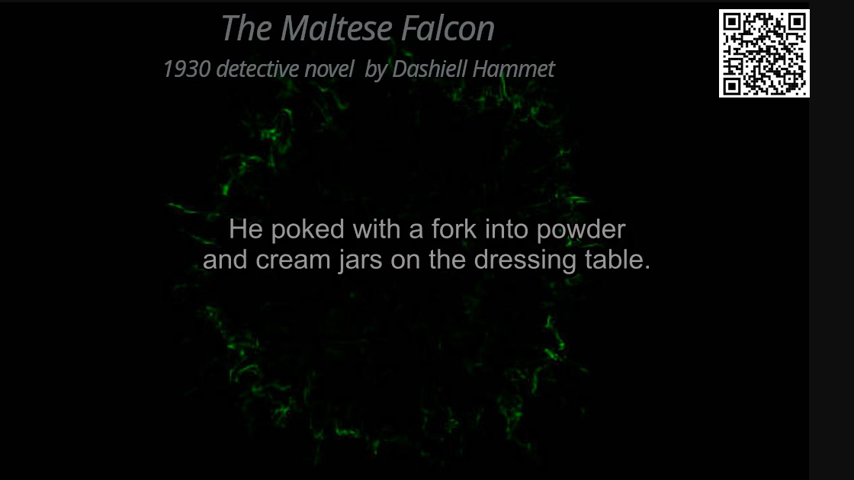 The Maltese Falcon
1930 detective novel by Dashiell Hammet
He poked with a fork into powder
and cream jars on the dressing table.